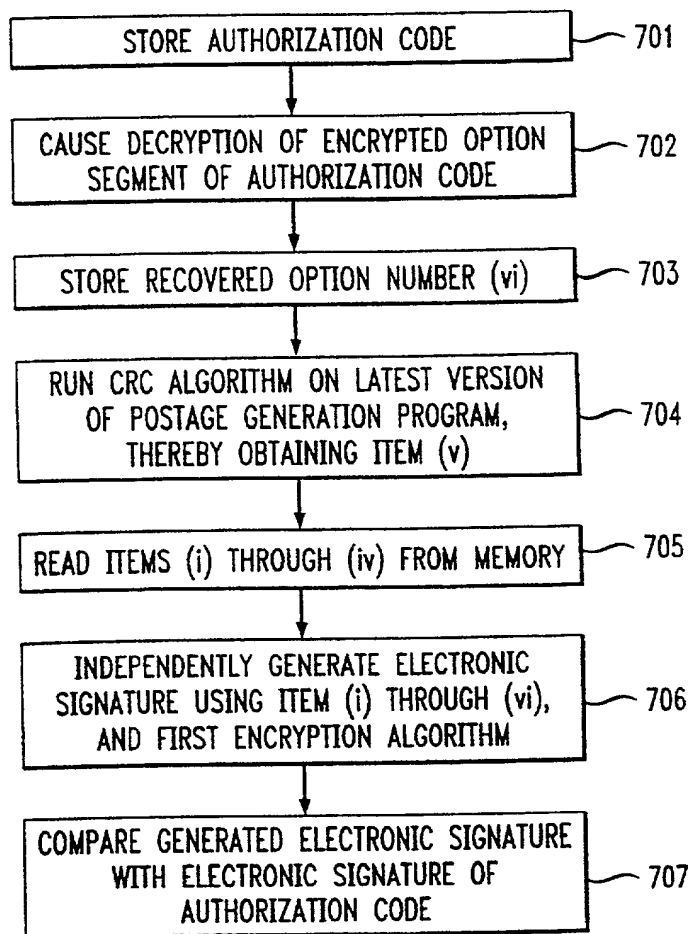 STORE AUTHORIZATION CODE
701
CAUSE DECRYPTION OF ENCRYPTED OPTION
SEGMENT OF AUTHORIZATION CODE
702
STORE RECOVERED OPTION NUMBER (vi)
703
RUN CRC ALGORITHM ON LATEST VERSION
OF POSTAGE GENERATION PROGRAM,
THEREBY OBTAINING ITEM (v)
704
READ ITEMS (i) THROUGH (iv) FROM MEMORY
705
INDEPENDENTLY GENERATE ELECTRONIC
SIGNATURE USING ITEM (i) THROUGH (vi),
AND FIRST ENCRYPTION ALGORITHM
706
COMPARE GENERATED ELECTRONIC SIGNATURE
WITH ELECTRONIC SIGNATURE OF
AUTHORIZATION CODE
707